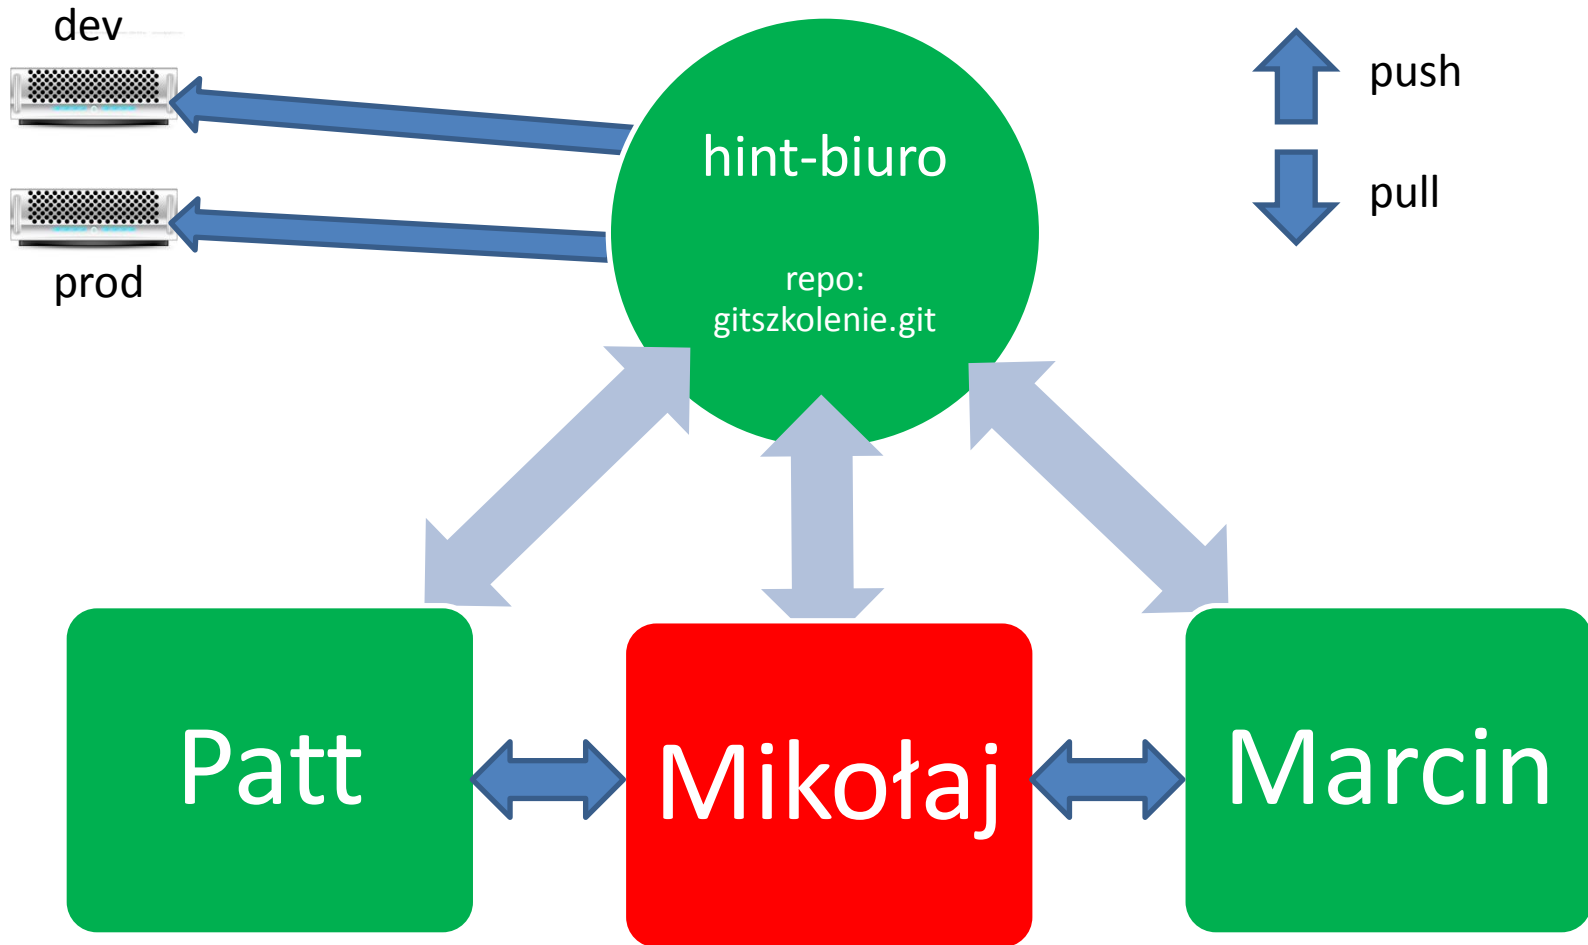 dev
prod
hint-biuro
repo:
gitszkolenie.git
push
pull
Patt
Mikołaj
Marcin